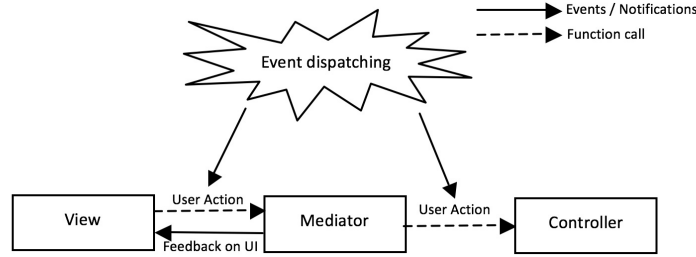 Events / Notifications
Function call
Event dispatching
User Action
View
Feedback on UI
Mediator
User Action
Controller